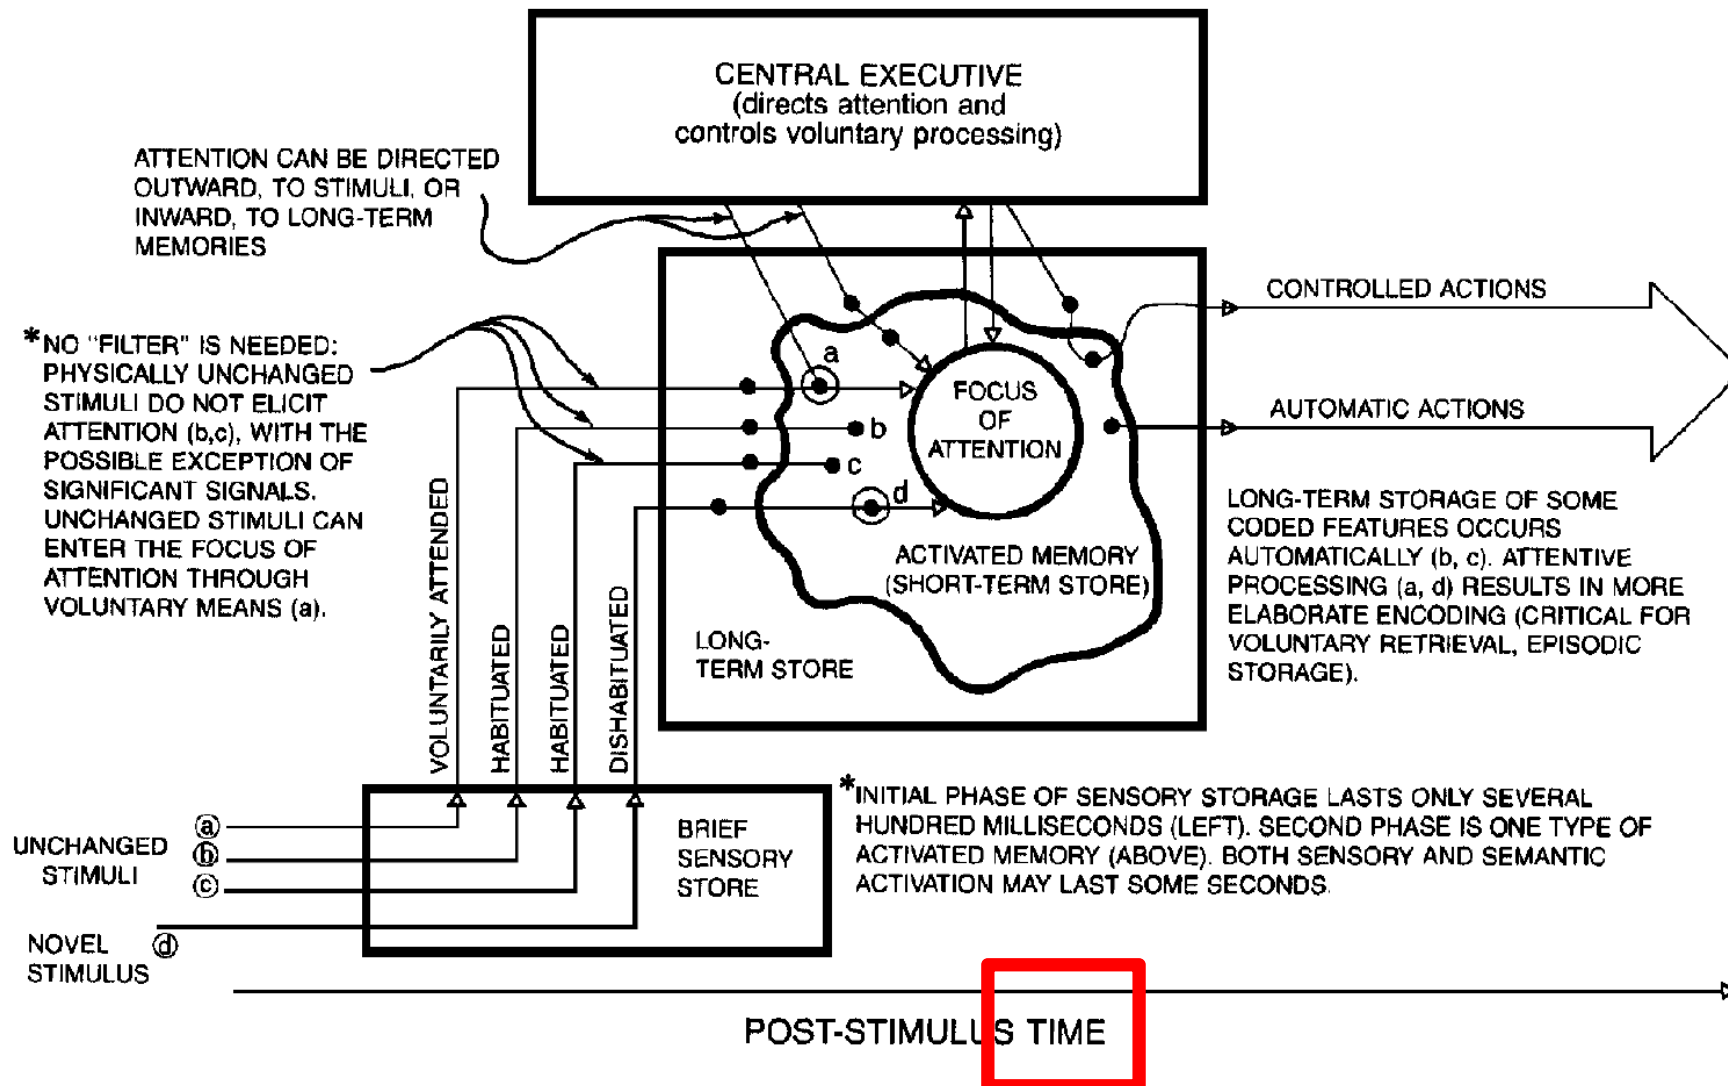 CENTRAL EXECUTIVE
(directs attention and
controls voluntary processing)
ATTENTION CAN BE DIRECTED
OUTWARD, TO STIMULI, OR
INWARD, TO LONG-TERM
MEMORIES
*NO "FILTER" IS NEEDED:
PHYSICALLY UNCHANGED
STIMULI DO NOT ELICIT
ATTENTION (b,c), WITH THE
POSSIBLE EXCEPTION OF
SIGNIFICANT SIGNALS.
UNCHANGED STIMULI CAN
ENTER THE FOCUS OF
ATTENTION THROUGH
VOLUNTARY MEANS (a).
a
b
c
d
FOCUS
OF
ATTENTION
ACTIVATED MEMORY
(SHORT-TERM STORE)
LONG-
TERM STORE
CONTROLLED ACTIONS
AUTOMATIC ACTIONS
LONG-TERM STORAGE OF SOME
CODED FEATURES OCCURS
AUTOMATICALLY (b, c). ATTENTIVE
PROCESSING (a, d) RESULTS IN MORE
ELABORATE ENCODING (CRITICAL FOR
VOLUNTARY RETRIEVAL, EPISODIC
STORAGE).
VOLUNTARILY ATTENDED
HABITUATED
HABITUATED
DISHABITUATED
UNCHANGED
STIMULI
a
b
c
NOVEL
STIMULUS
d
BRIEF
SENSORY
STORE
*INITIAL PHASE OF SENSORY STORAGE LASTS ONLY SEVERAL
HUNDRED MILLISECONDS (LEFT). SECOND PHASE IS ONE TYPE OF
ACTIVATED MEMORY (ABOVE). BOTH SENSORY AND SEMANTIC
ACTIVATION MAY LAST SOME SECONDS.
POST-STIMULUS TIME